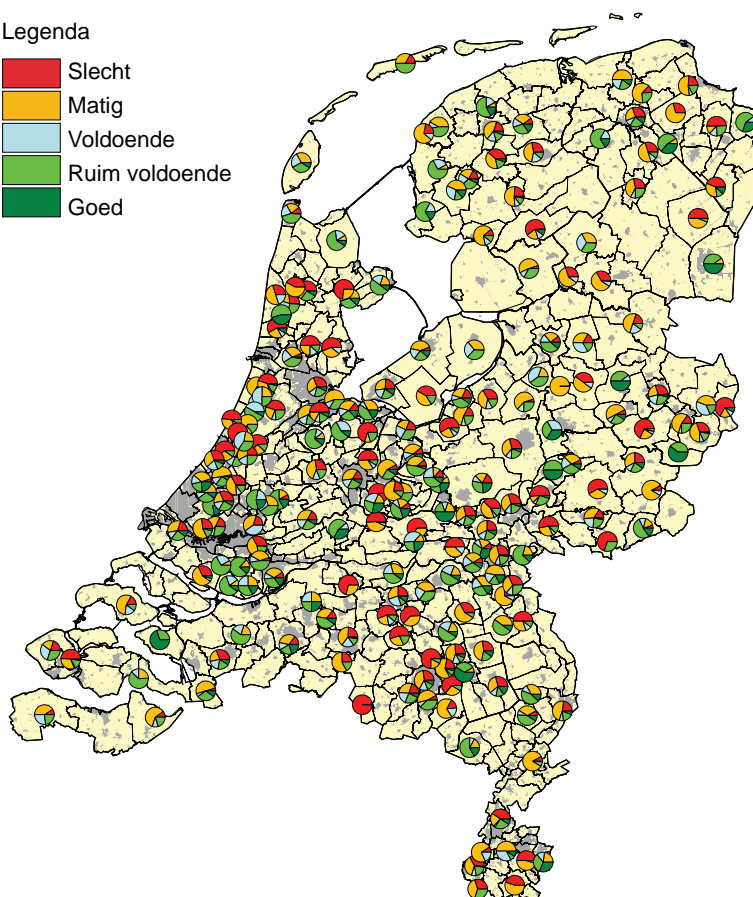 Legenda
Slecht
Matig
Voldoende
Ruim voldoende
Goed